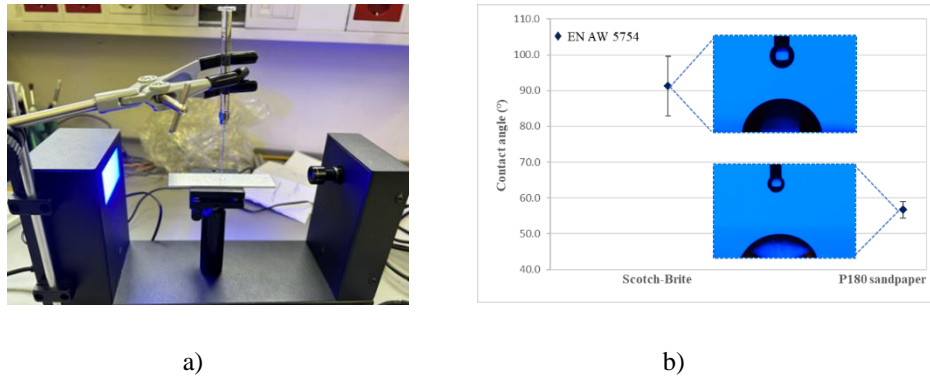 EN AW 5754
Contact angle (°)
110.0
100.0
90.0
80.0
70.0
60.0
50.0
40.0
Scotch-Brite
P180 sandpaper
a)
b)